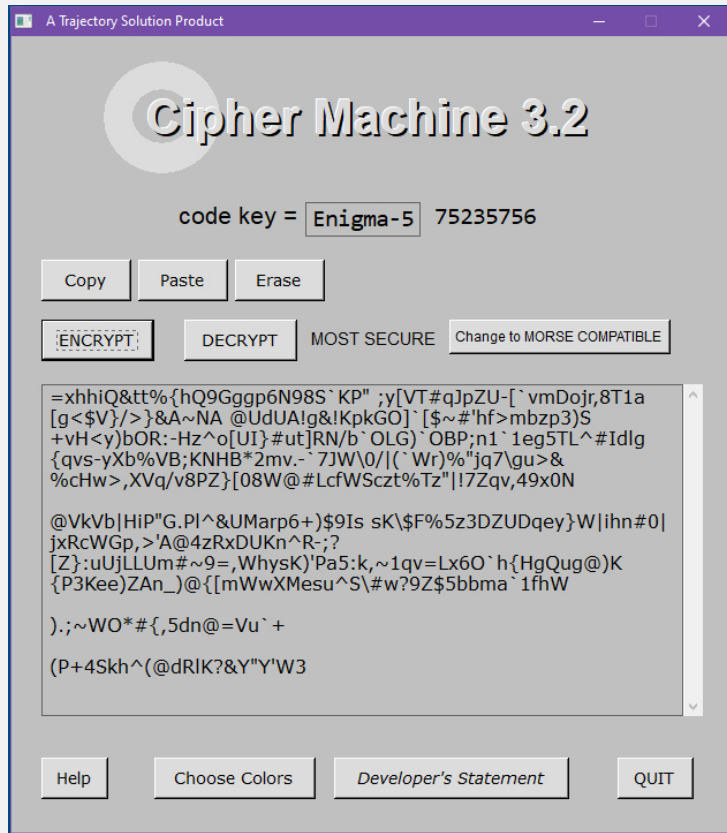 A Trajectory Solution Product
Cipher Machine 3.2
code key = Enigma-5 75235756
Copy Paste Erase
ENCRYPT DECRYPT MOST SECURE Change to MORSE COMPATIBLE
=xhhiQ&tt%{hQ9Gggp6N98S`KP" ;y[VT#qJpZU-[`vmDojr,8T1a
[g<$V}/>}&A~NA @UdUA!g&!KpkGO]`[$~#'hf>mbzp3)S
+vH<y)bOR:-Hz^o[UI}#ut]RN/b`OLG)`OBP;n1`1eg5TL^#Idlg
{qvs-yXb%VB;KNHB*2mv.-`7JW\0/|(`Wr)%"jq7\gu>&
%cHw>,XVq/v8PZ}[08W@#LcfWSczt%Tz"|!7Zqv,49x0N
@VkVb|HiP"G.Pl^&UMarp6+)$9Is sK\$F%5z3DZUDqey}W|ihn#0|
jxRcWGp,>'A@4zRxDUKn^R-;?
[Z}:uUjLLUm#~9=,WhysK)'Pa5:k,~1qv=Lx6O`h{HgQug@)K
{P3Kee)ZAn_)@{[mWwXMesu^S\#w?9Z$5bbma`1fhW
).;~WO*#{,5dn@=Vu`+
(P+4Skh^(@dRlK?&Y"Y'W3
Help Choose Colors Developer's Statement QUIT